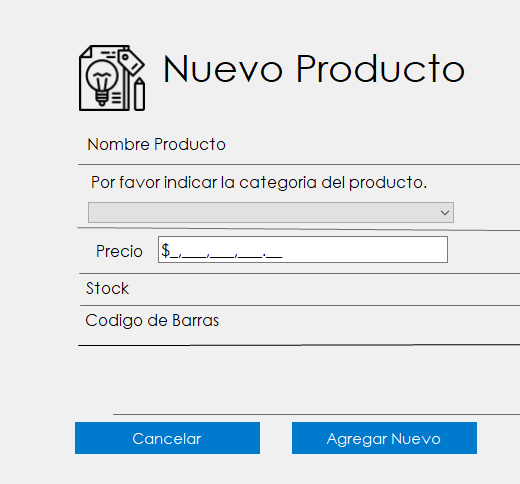 Nuevo Producto
Nombre Producto
Por favor indicar la categoria del producto.
Precio $_,___,___,___.__
Stock
Codigo de Barras
Cancelar Agregar Nuevo